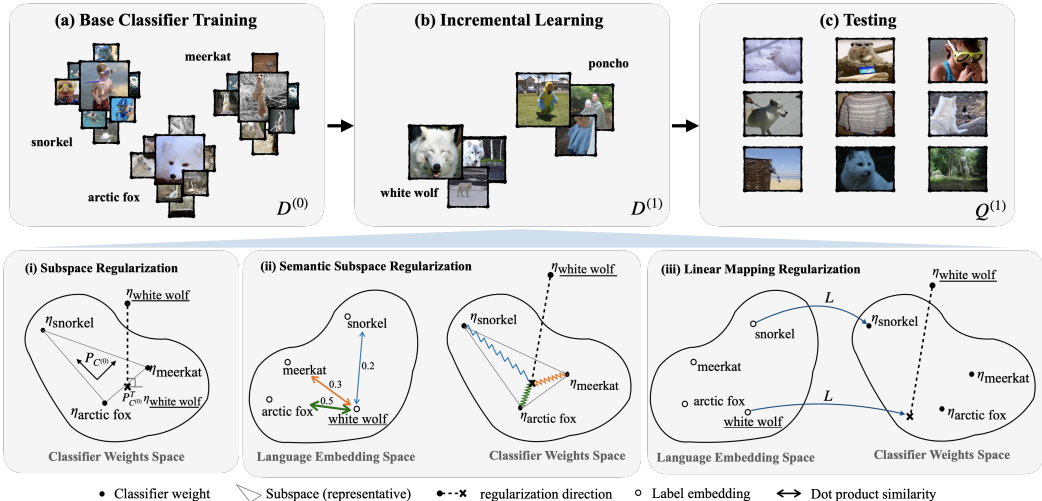 (a) Base Classifier Training
meerkat
snorkel
arctic fox
D(0)
(b) Incremental Learning
poncho
white wolf
D(1)
(c) Testing
Q(1)
(i) Subspace Regularization
ηwhite wolf
ηsnorkel
PC(0)
ηmeerkat
PTC(0)ηwhite wolf
ηarctic fox
Classifier Weights Space
(ii) Semantic Subspace Regularization
snorkel
meerkat
0.2
0.3
arctic fox
0.5
white wolf
Language Embedding Space
ηwhite wolf
ηsnorkel
ηmeerkat
ηarctic fox
Classifier Weights Space
(iii) Linear Mapping Regularization
L
snorkel
meerkat
arctic fox
white wolf
L
Language Embedding Space
ηwhite wolf
ηsnorkel
ηmeerkat
ηarctic fox
Classifier Weights Space
Classifier weight
Subspace (representative)
regularization direction
Label embedding
Dot product similarity